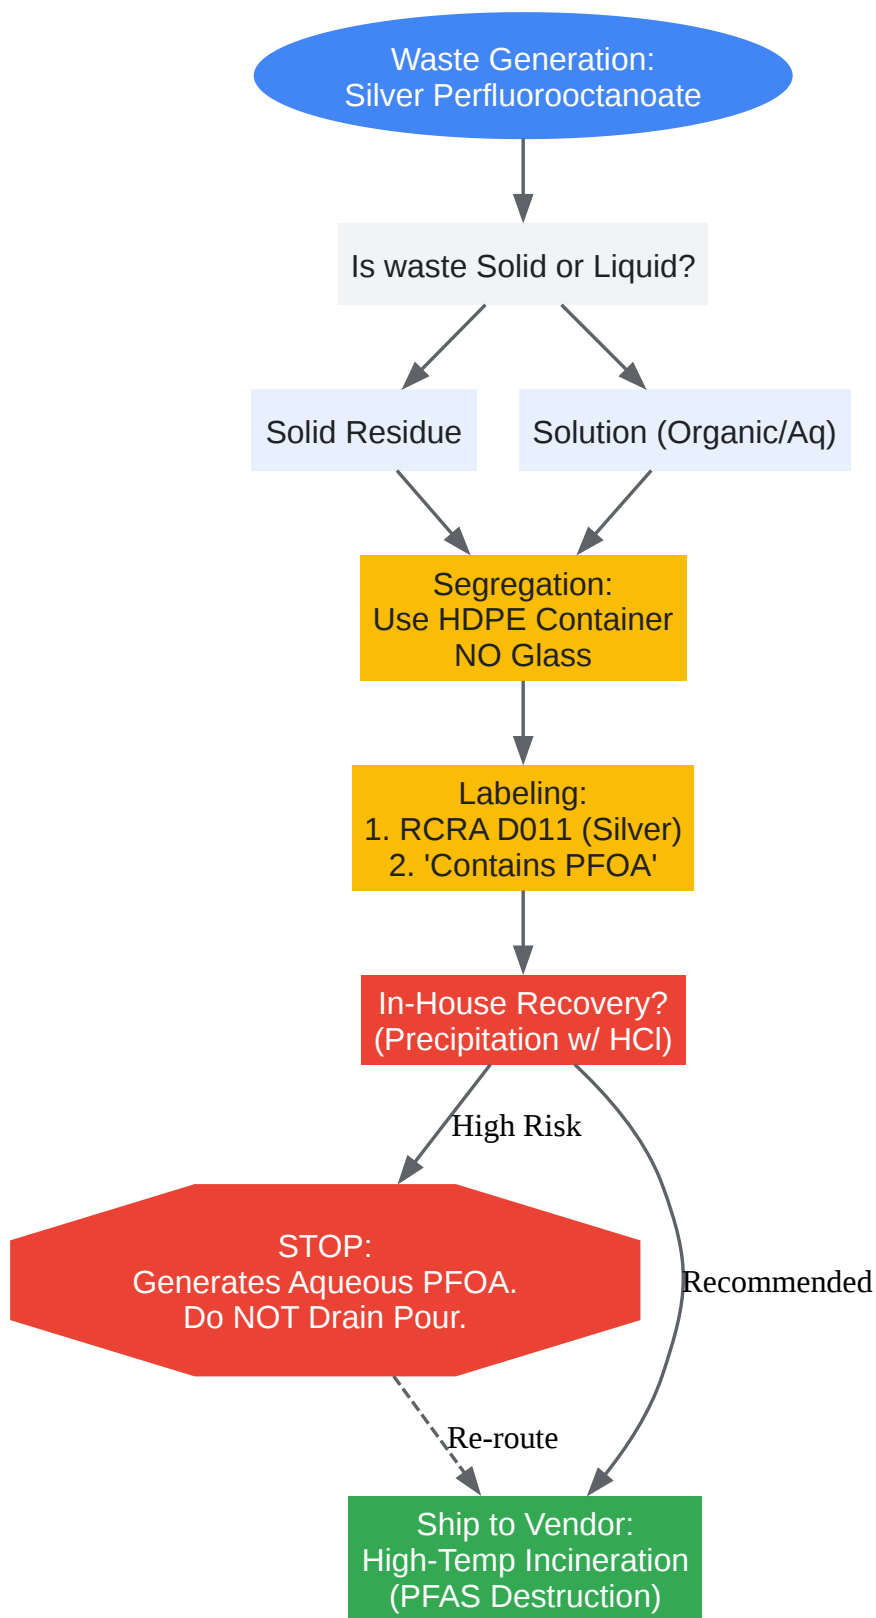 Waste Generation:
Silver Perfluorooctanoate
Is waste Solid or Liquid?
Solid Residue
Solution (Organic/Aq)
Segregation:
Use HDPE Container
NO Glass
Labeling:
1. RCRA D011 (Silver)
2. 'Contains PFOA'
In-House Recovery?
(Precipitation w/ HCl)
High Risk
STOP:
Generates Aqueous PFOA.
Do NOT Drain Pour.
Recommended
Re-route
Ship to Vendor:
High-Temp Incineration
(PFAS Destruction)